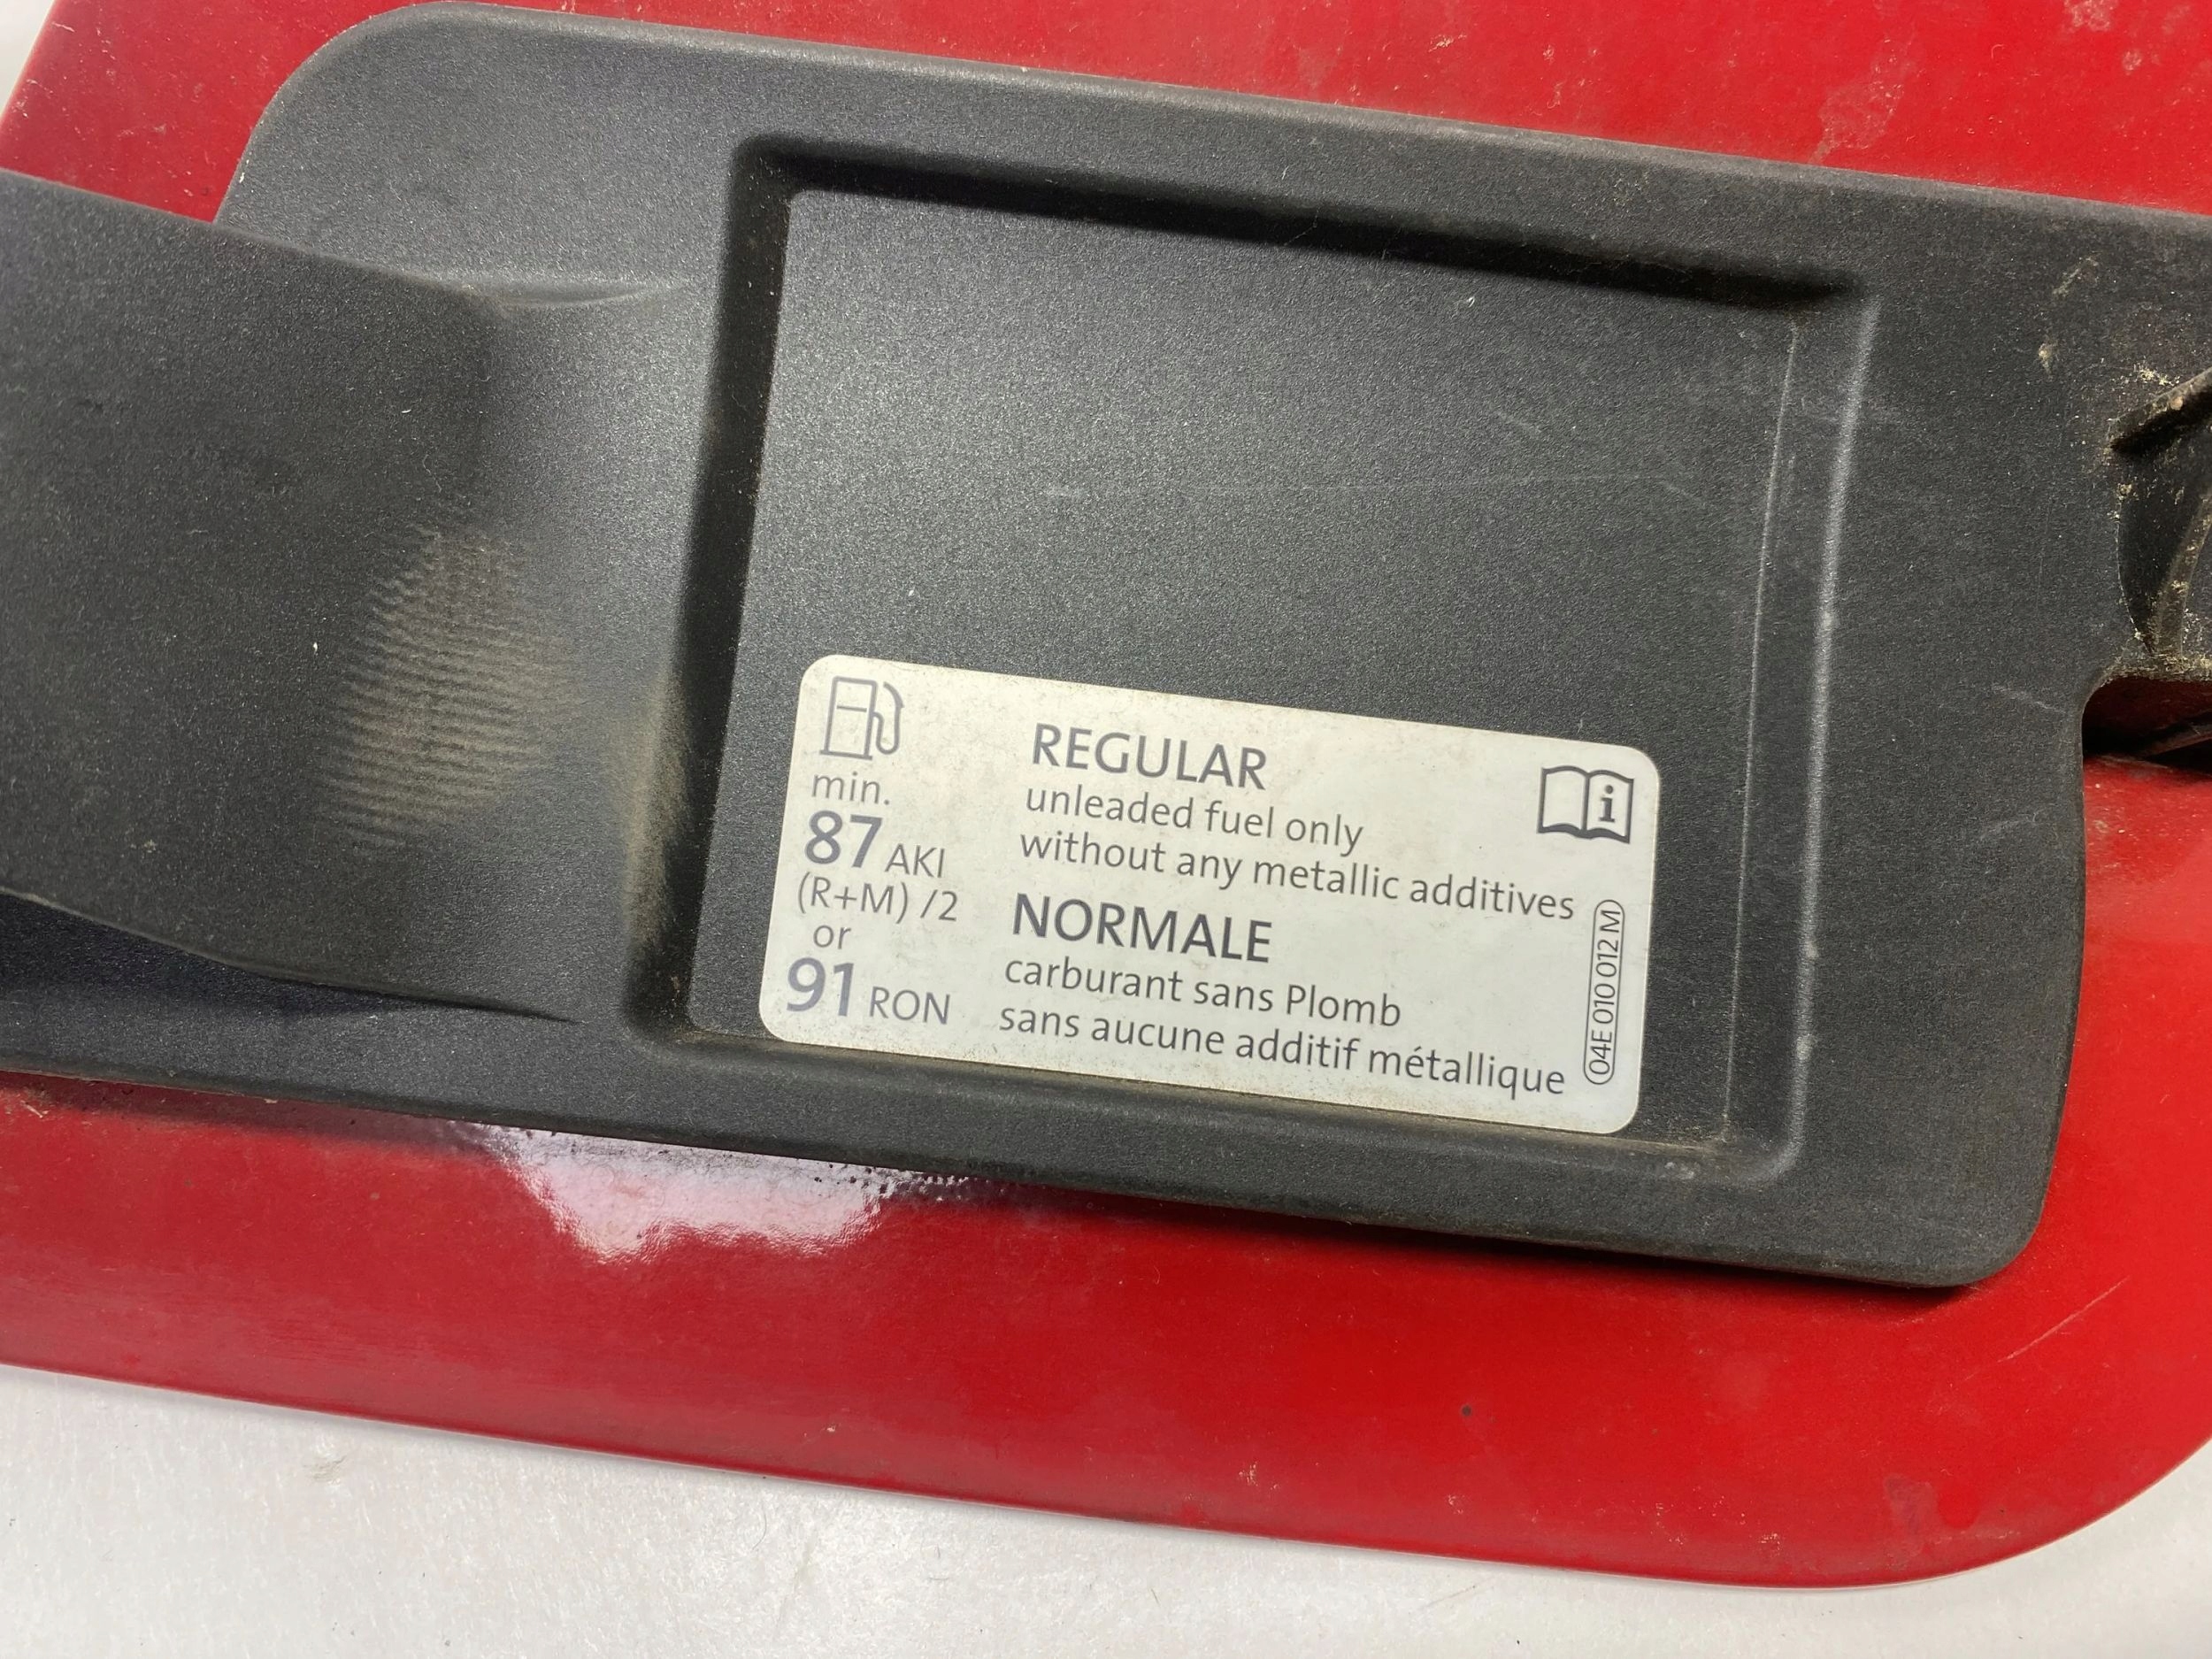 min.
87 AKI
(R+M) /2
or
91 RON
REGULAR
unleaded fuel only
without any metallic additives
NORMALE
carburant sans Plomb
sans aucune additif métallique
04E 010 012 M